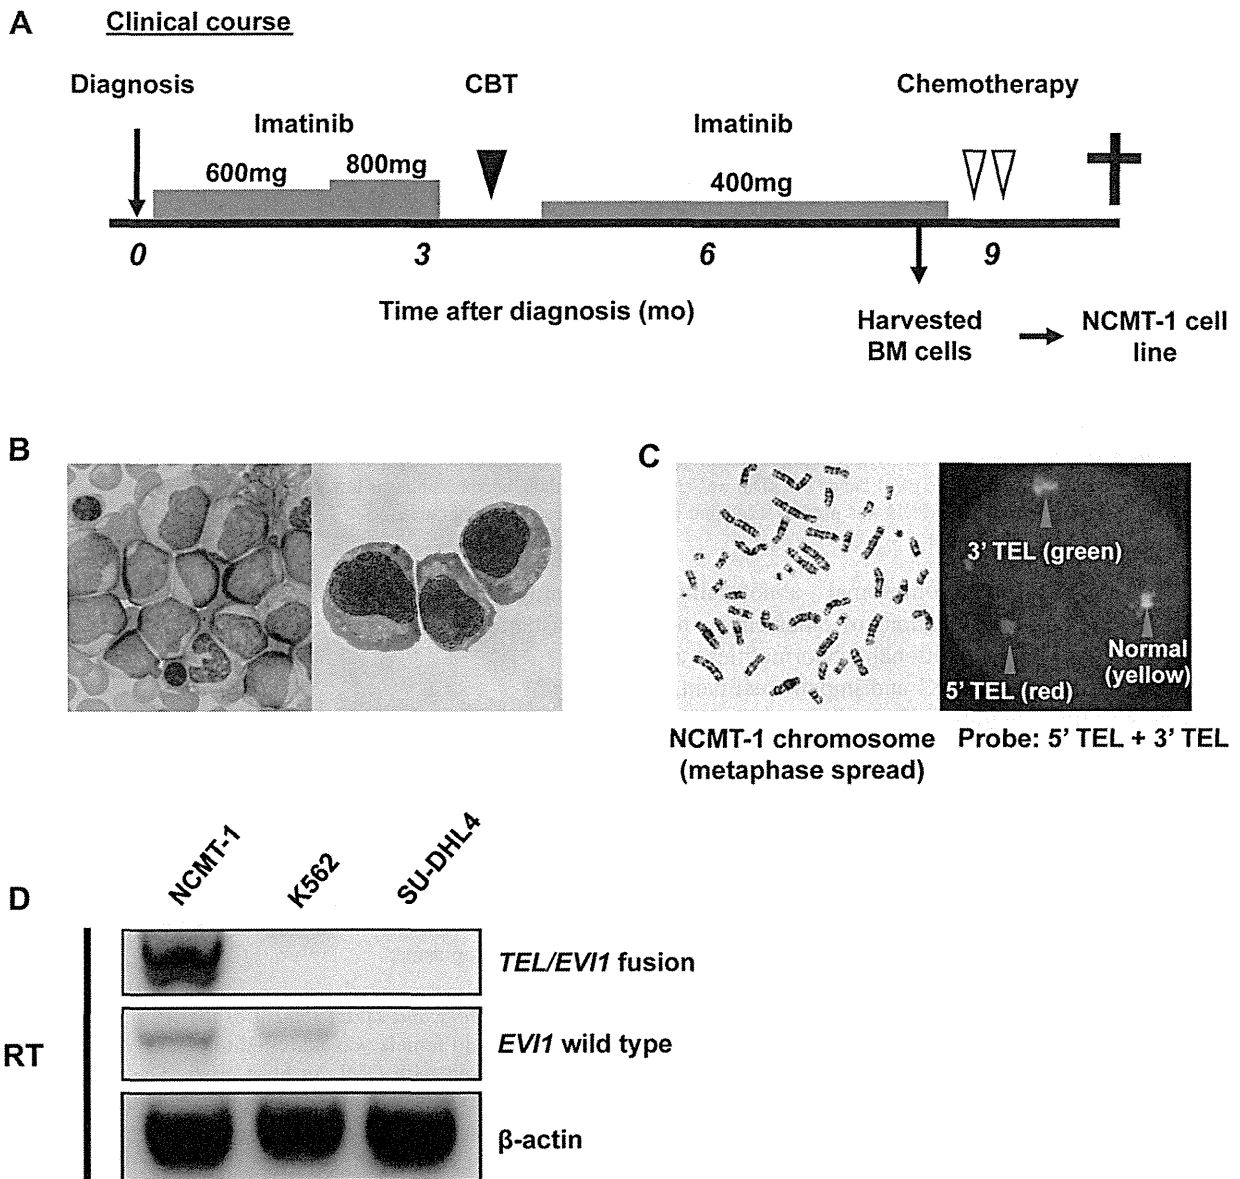 A
Clinical course
Diagnosis
CBT
Chemotherapy
Imatinib
Imatinib
600mg
800mg
400mg
0
3
6
9
Time after diagnosis (mo)
Harvested
BM cells
NCMT-1 cell
line
B
C
3' TEL (green)
Normal
(yellow)
5' TEL (red)
NCMT-1 chromosome
(metaphase spread)
Probe: 5' TEL + 3' TEL
NCMT-1
K562
SU-DHL4
D
TEL/EVI1 fusion
EVI1 wild type
RT
β-actin